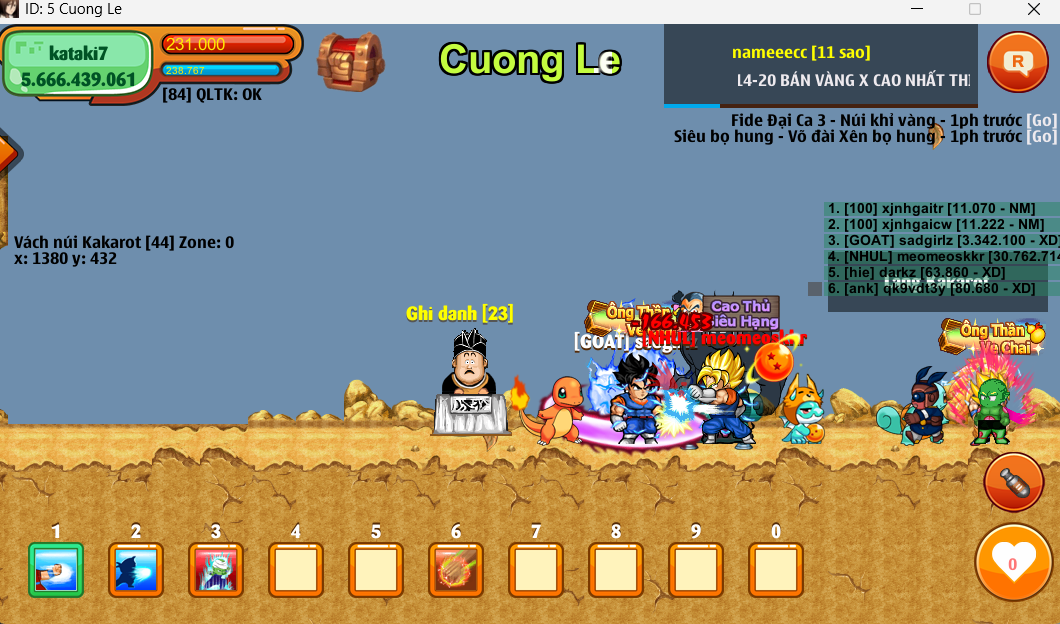 ID: 5 Cuong Le
kataki7
5.666.439.061
231.000
238.767
[84] QLTK: OK
Cuong Le
nameeecc [11 sao]
L4-20 BÁN VÀNG X CAO NHẤT TH
R
Fide Đại Ca 3 - Núi khỉ vàng - 1ph trước [Go]
Siêu bọ hung - Võ đài Xên bọ hung - 1ph trước [Go]
Vách núi Kakarot [44] Zone: 0
x: 1380 y: 432
1. [100] xjnhgaitr [11.070 - NM]
2. [100] xjnhgaicw [11.222 - NM]
3. [GOAT] sadgirlz [3.342.100 - XD]
4. [NHUL] meomeoskkr [30.762.714
5. [hie] darkz [63.860 - XD]
6. [ank] qk9vdt3y [80.680 - XD]
Ghi danh [23]
Ông Thần
Ve
Cao Thủ
Siêu Hạng
-166.453
[GOAT]
[NHUL] meomeoskkr
Ông Thần
Ve Chai
1 2 3 4 5 6 7 8 9 0
0